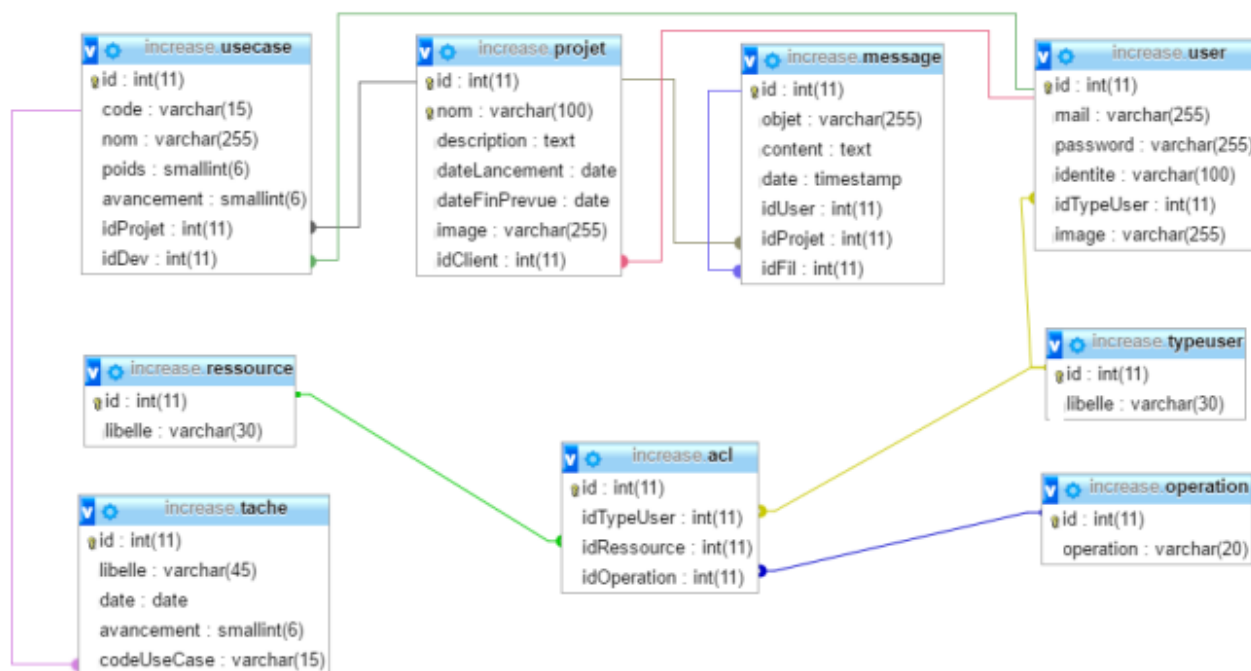 increase.usecase
id : int(11)
code : varchar(15)
nom : varchar(255)
poids : smallint(6)
avancement : smallint(6)
idProjet : int(11)
idDev : int(11)
increase.projet
id : int(11)
nom : varchar(100)
description : text
dateLancement : date
dateFinPrevue : date
image : varchar(255)
idClient : int(11)
increase.message
id : int(11)
objet : varchar(255)
content : text
date : timestamp
idUser : int(11)
idProjet : int(11)
idFil : int(11)
increase.user
id : int(11)
mail : varchar(255)
password : varchar(255)
identite : varchar(100)
idTypeUser : int(11)
image : varchar(255)
increase.ressource
id : int(11)
libelle : varchar(30)
increase.typeuser
id : int(11)
libelle : varchar(30)
increase.acl
id : int(11)
idTypeUser : int(11)
idRessource : int(11)
idOperation : int(11)
increase.operation
id : int(11)
operation : varchar(20)
increase.tache
id : int(11)
libelle : varchar(45)
date : date
avancement : smallint(6)
codeUseCase : varchar(15)